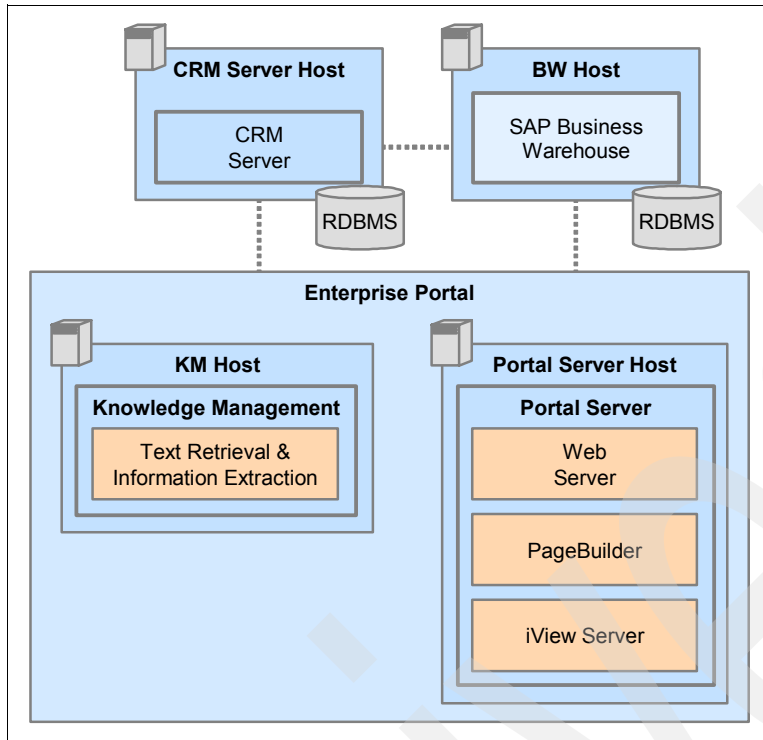 CRM Server Host
BW Host
CRM
Server
SAP Business
Warehouse
RDBMS
RDBMS
Enterprise Portal
KM Host
Portal Server Host
Knowledge Management
Portal Server
Text Retrieval &
Information Extraction
Web
Server
PageBuilder
iView Server